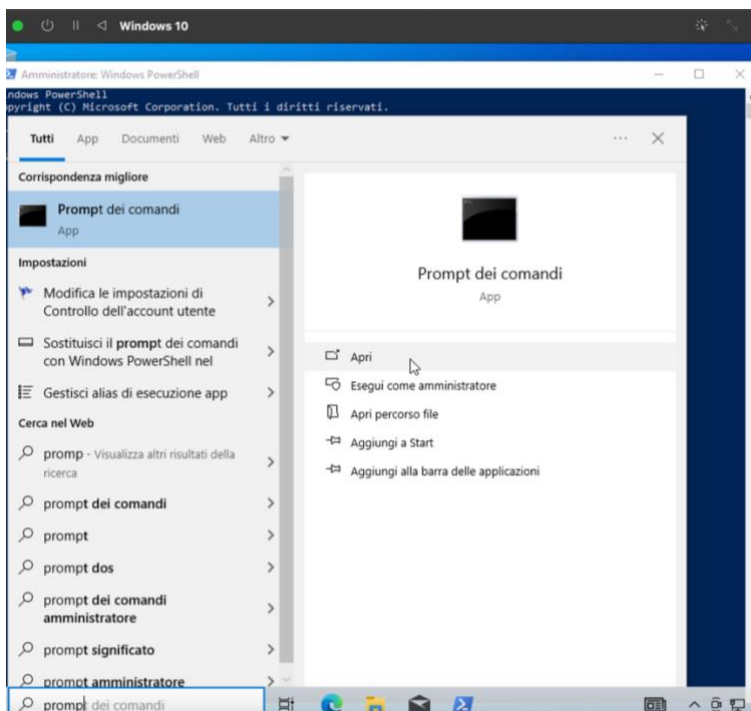 Windows 10
Amministratore: Windows PowerShell
ndows PowerShell
opyright (C) Microsoft Corporation. Tutti i diritti riservati.
Tutti App Documenti Web Altro
Corrispondenza migliore
Prompt dei comandi
App
Impostazioni
Modifica le impostazioni di
Controllo dell'account utente
Sostituisci il prompt dei comandi
con Windows PowerShell nel
Gestisci alias di esecuzione app
Cerca nel Web
promp - Visualizza altri risultati della
ricerca
prompt dei comandi
prompt
prompt dos
prompt dei comandi
amministratore
prompt significato
prompt amministratore
prompt dei comandi
Prompt dei comandi
App
Apri
Esegui come amministratore
Apri percorso file
Aggiungi a Start
Aggiungi alla barra delle applicazioni